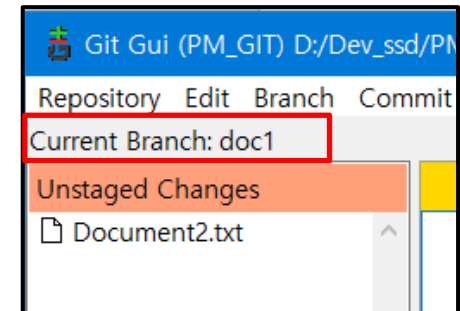 Git Gui (PM_GIT) D:/Dev_ssd/PM
Repository Edit Branch Commit
Current Branch: doc1
Unstaged Changes
Document2.txt